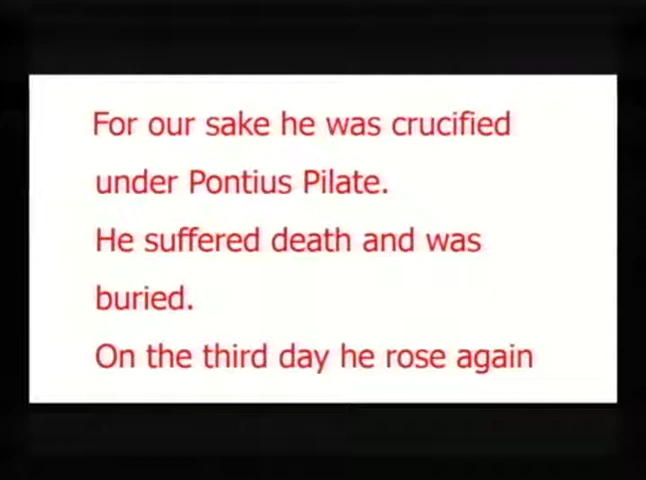 For our sake he was crucified
under Pontius Pilate.
He suffered death and was
buried.
On the third day he rose again